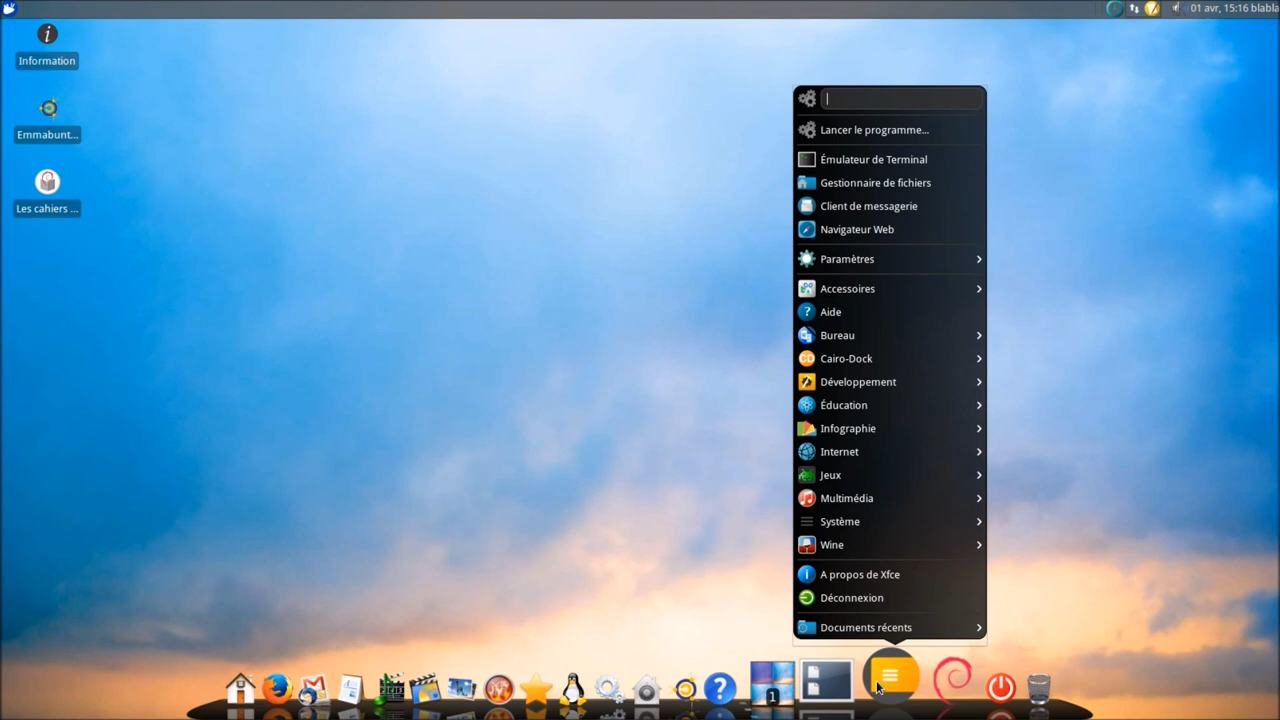 01 avr, 15:16 blabla
Information
Emmabunt...
Les cahiers ...
Lancer le programme...
Émulateur de Terminal
Gestionnaire de fichiers
Client de messagerie
Navigateur Web
Paramètres
Accessoires
Aide
Bureau
Cairo-Dock
Développement
Éducation
Infographie
Internet
Jeux
Multimédia
Système
Wine
A propos de Xfce
Déconnexion
Documents récents
1